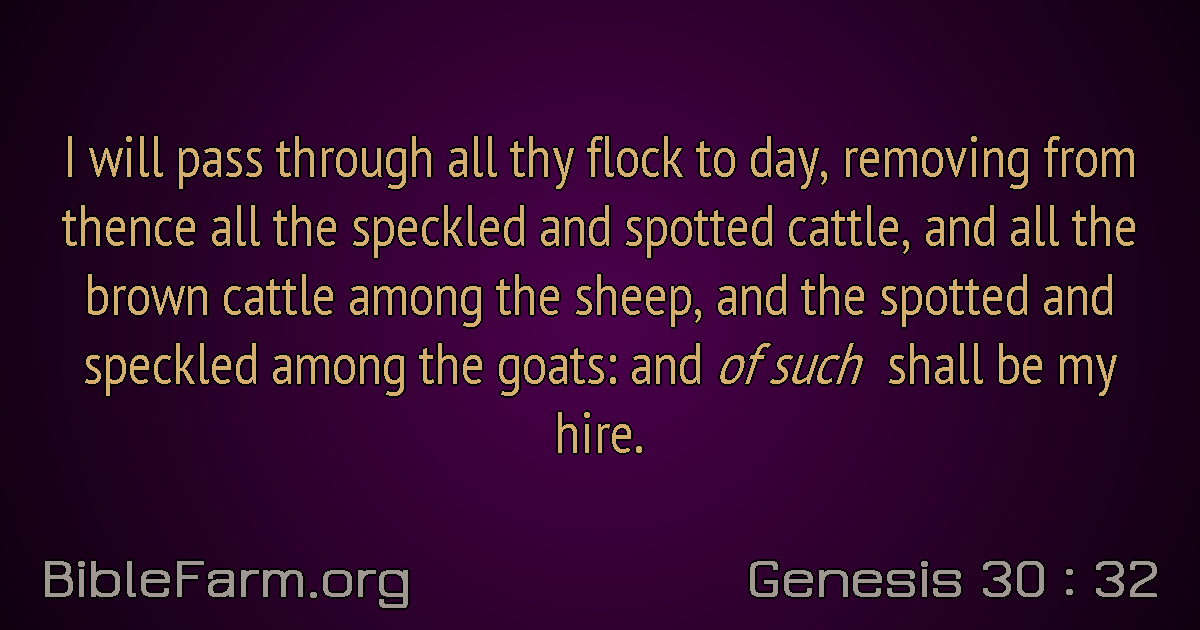 I will pass through all thy flock to day, removing from
thence all the speckled and spotted cattle, and all the
brown cattle among the sheep, and the spotted and
speckled among the goats: and of such shall be my
hire.
BibleFarm.org
Genesis 30 : 32